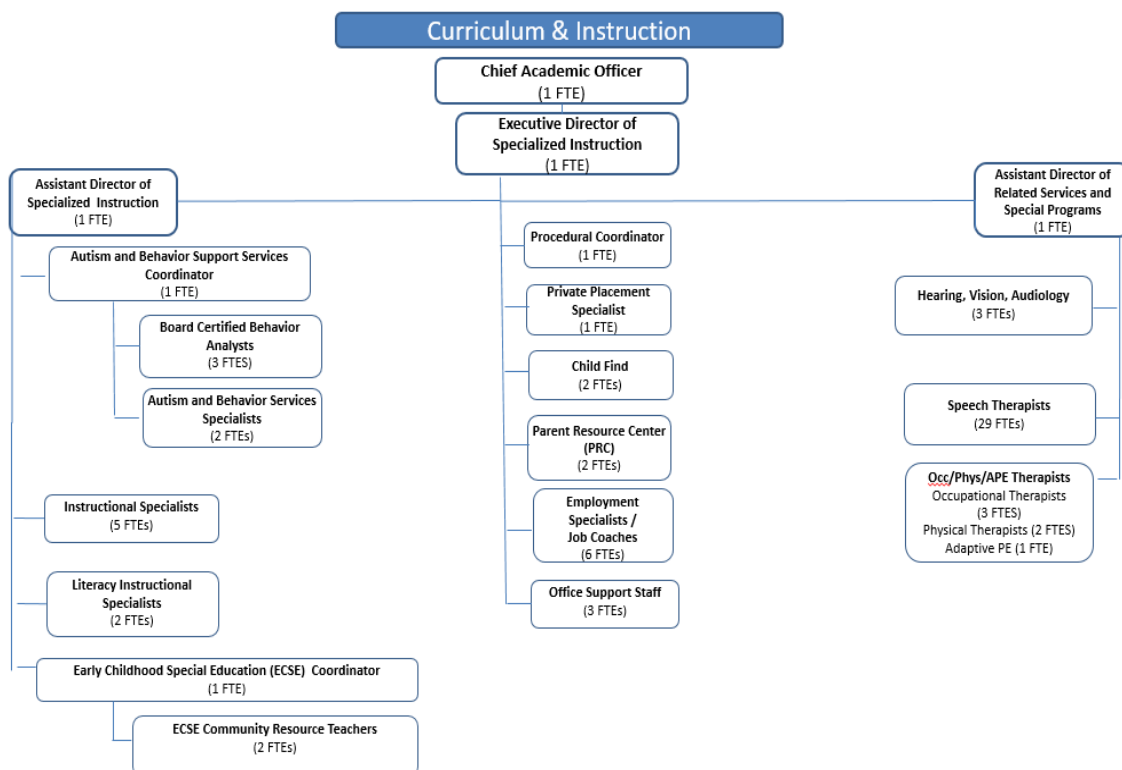 Curriculum & Instruction
Chief Academic Officer
(1 FTE)
Executive Director of
Specialized Instruction
(1 FTE)
Assistant Director of
Specialized Instruction
(1 FTE)
Autism and Behavior Support Services
Coordinator
(1 FTE)
Board Certified Behavior
Analysts
(3 FTES)
Autism and Behavior Services
Specialists
(2 FTEs)
Instructional Specialists
(5 FTEs)
Literacy Instructional
Specialists
(2 FTEs)
Early Childhood Special Education (ECSE) Coordinator
(1 FTE)
ECSE Community Resource Teachers
(2 FTEs)
Procedural Coordinator
(1 FTE)
Private Placement
Specialist
(1 FTE)
Child Find
(2 FTEs)
Parent Resource Center
(PRC)
(2 FTEs)
Employment
Specialists /
Job Coaches
(6 FTEs)
Office Support Staff
(3 FTEs)
Assistant Director of
Related Services and
Special Programs
(1 FTE)
Hearing, Vision, Audiology
(3 FTEs)
Speech Therapists
(29 FTEs)
Occ/Phys/APE Therapists
Occupational Therapists
(3 FTES)
Physical Therapists (2 FTES)
Adaptive PE (1 FTE)